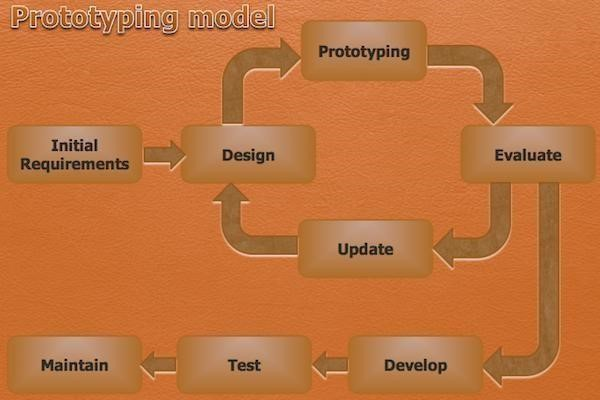 Prototyping model
Prototyping
Initial
Requirements
Design
Evaluate
Update
Maintain
Test
Develop